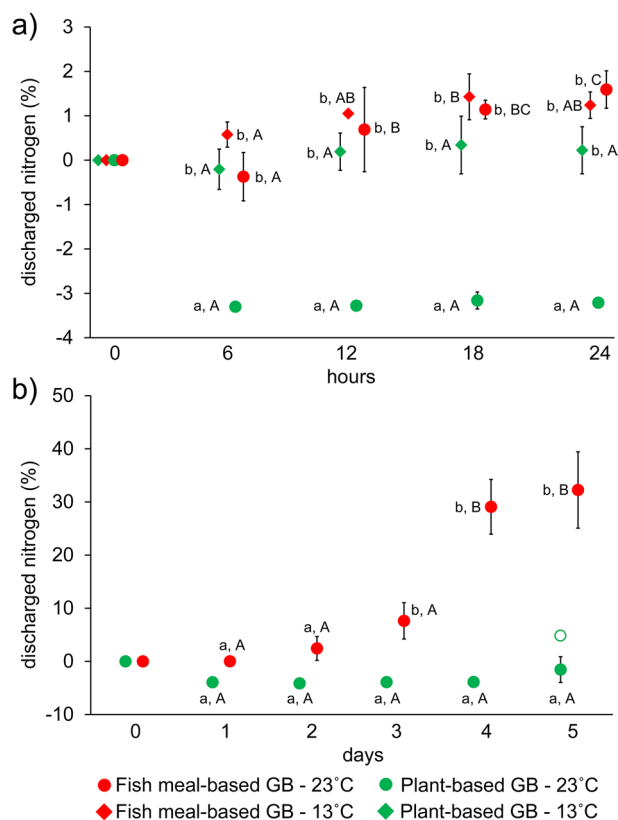 a)
discharged nitrogen (%)
3
2
1
0
-1
-2
-3
-4
b, A
b, A
b, A
b, AB
b, A
b, B
b, B
b, A
b, BC
b, C
b, AB
b, A
a, A
a, A
a, A
a, A
0 6 12 18 24
hours
b)
discharged nitrogen (%)
50
40
30
20
10
0
-10
b, B
b, B
b, A
a, A
a, A
a, A a, A a, A a, A a, A
0 1 2 3 4 5
days
Fish meal-based GB - 23˚C Plant-based GB - 23˚C
Fish meal-based GB - 13˚C Plant-based GB - 13˚C